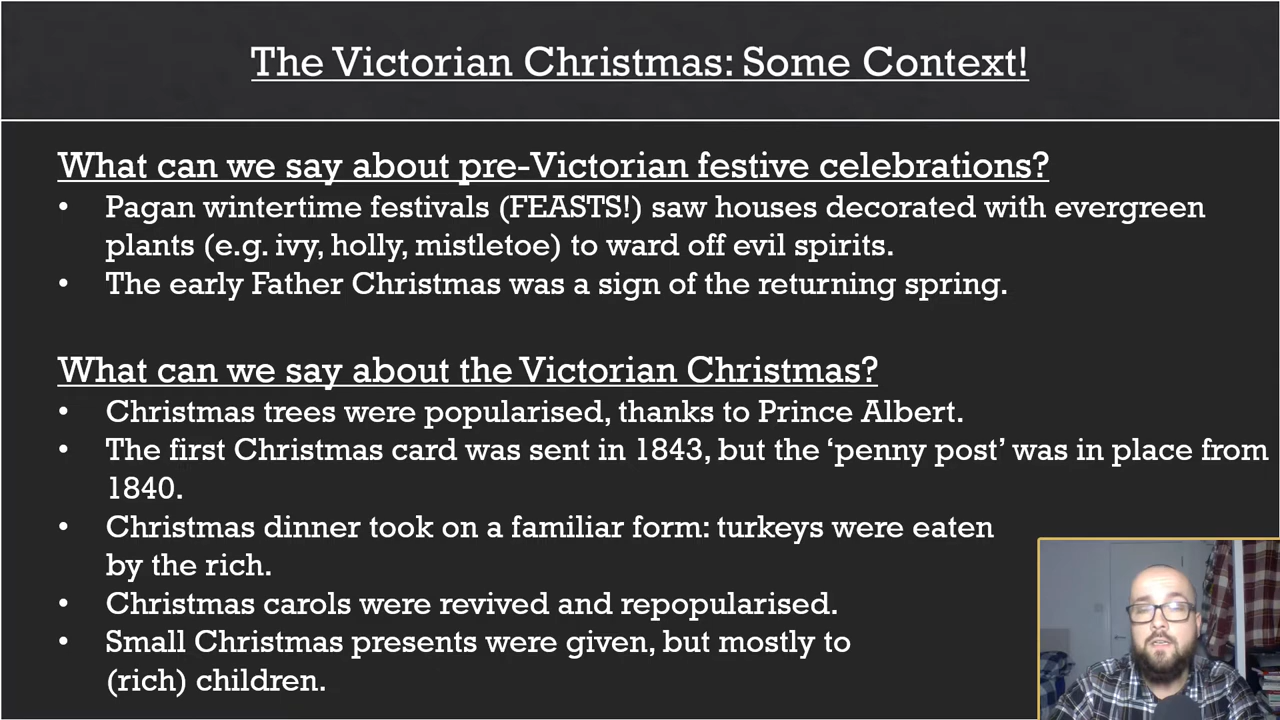 The Victorian Christmas: Some Context!
What can we say about pre-Victorian festive celebrations?
• Pagan wintertime festivals (FEASTS!) saw houses decorated with evergreen
plants (e.g. ivy, holly, mistletoe) to ward off evil spirits.
• The early Father Christmas was a sign of the returning spring.
What can we say about the Victorian Christmas?
• Christmas trees were popularised, thanks to Prince Albert.
• The first Christmas card was sent in 1843, but the ‘penny post’ was in place from
1840.
• Christmas dinner took on a familiar form: turkeys were eaten
by the rich.
• Christmas carols were revived and repopularised.
• Small Christmas presents were given, but mostly to
(rich) children.